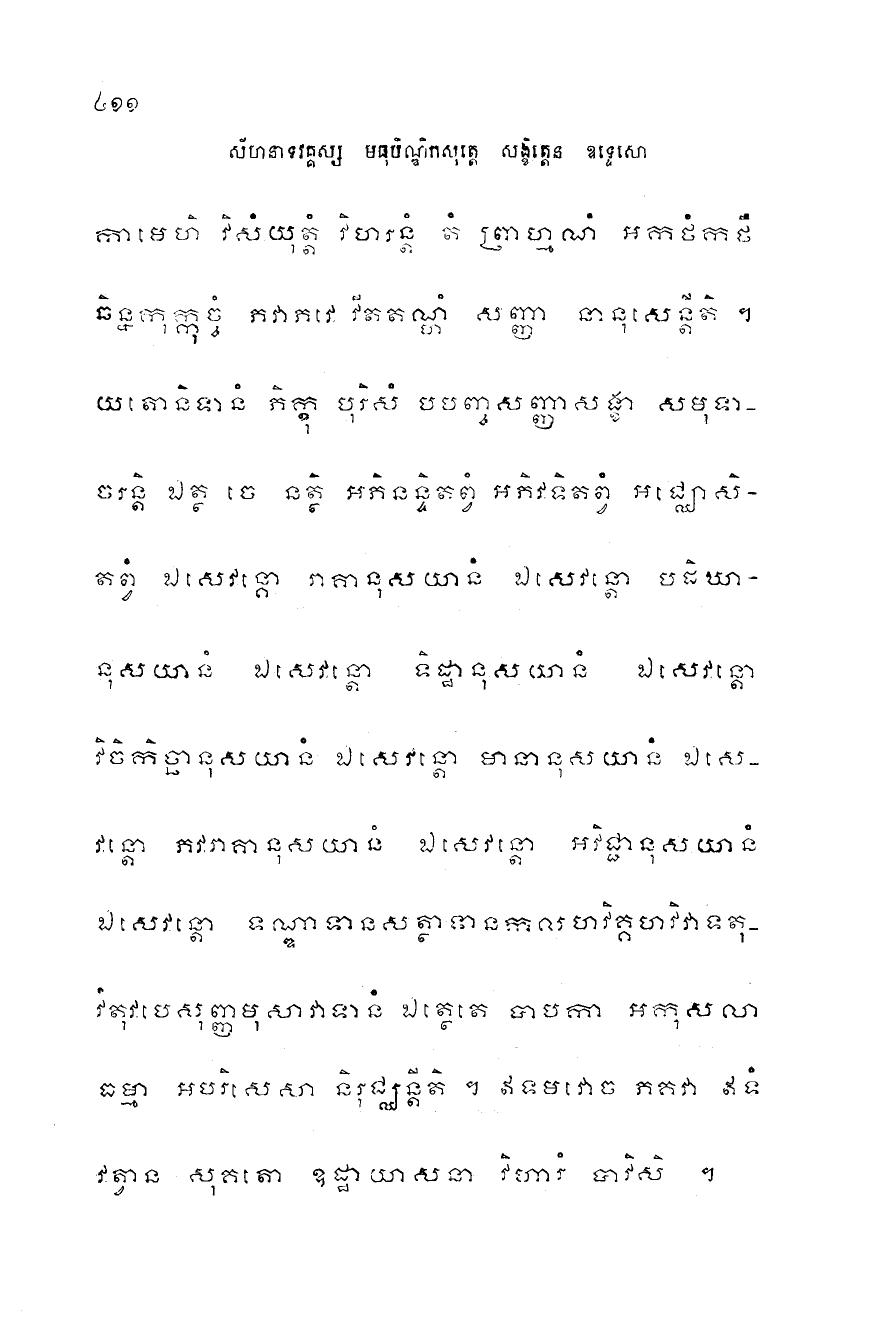 ៤១១
សីហនាទវគ្គស្ស មធុបិណ្ឌិកសុត្តេ សង្ខិត្តេន ឧទ្ទេសោ
កាមេហិ វិសំយុត្តំ វិហរន្តំ តំ ព្រាហ្មណំ អកថំកថឹ
ឆិន្នកុក្កុច្ចំ ភវាភវេ វីតតណ្ហំ សញ្ញា នានុសេន្តីតិ ។
យតោនិទានំ ភិក្ខុ បុរិសំ បបញ្ចសញ្ញាសង្ខា សមុទា-
ចរន្តិ ឯត្ថ ចេ នត្ថិ អភិនន្ទិតព្វំ អភិវទិតព្វំ អជ្ឈោសិ-
តព្វំ ឯសេវន្តោ រាគានុសយានំ ឯសេវន្តោ បដិឃា-
នុសយានំ ឯសេវន្តោ ទិដ្ឋានុសយានំ ឯសេវន្តោ
វិចិកិច្ឆានុសយានំ ឯសេវន្តោ មានានុសយានំ ឯសេ-
វន្តោ ភវរាគានុសយានំ ឯសេវន្តោ អវិជ្ជានុសយានំ
ឯសេវន្តោ ទណ្ឌាទានសត្ថាទានកលហវិគ្គហវិវាទតុ-
វំតុវបេសុញ្ញមុសាវាទានំ ឯត្ថេតេ បាបកា អកុសលា
ធម្មា អបរិសេសា និរុជ្ឈន្តីតិ ។ ឥទមវោច ភគវា ឥទំ
វត្វាន សុគតោ ឧដ្ឋាយាសនា វិហារំ បាវិសិ ។